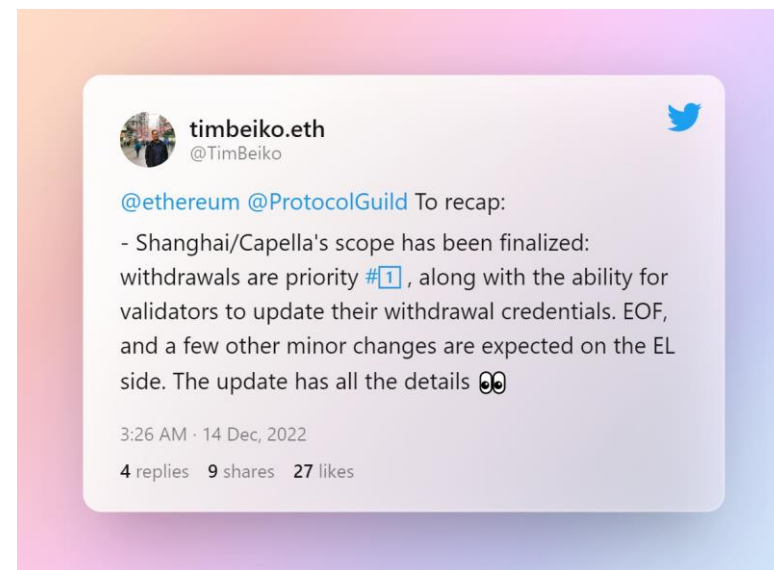 timbeiko.eth
@TimBeiko
@ethereum @ProtocolGuild To recap:
- Shanghai/Capella's scope has been finalized:
withdrawals are priority #1️⃣ , along with the ability for
validators to update their withdrawal credentials. EOF,
and a few other minor changes are expected on the EL
side. The update has all the details 👀
3:26 AM · 14 Dec, 2022
4 replies 9 shares 27 likes